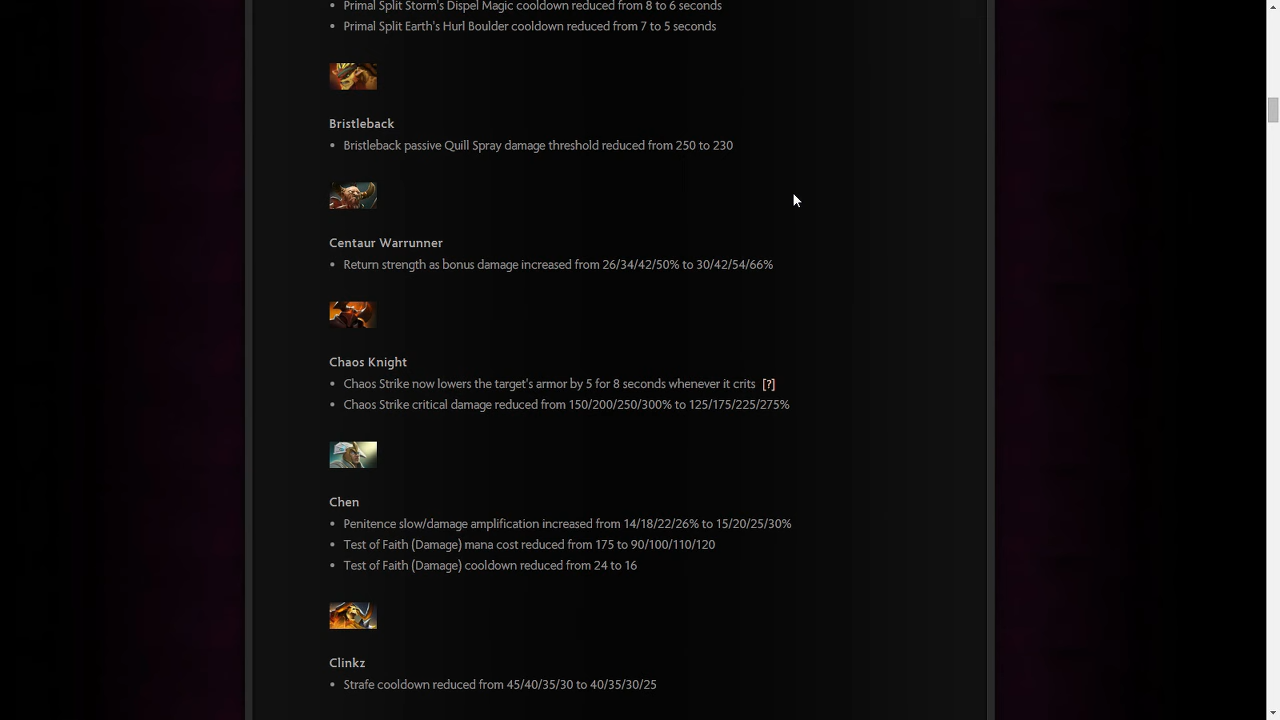 • Primal Split Storm's Dispel Magic cooldown reduced from 8 to 6 seconds
• Primal Split Earth's Hurl Boulder cooldown reduced from 7 to 5 seconds
Bristleback
• Bristleback passive Quill Spray damage threshold reduced from 250 to 230
Centaur Warrunner
• Return strength as bonus damage increased from 26/34/42/50% to 30/42/54/66%
Chaos Knight
• Chaos Strike now lowers the target's armor by 5 for 8 seconds whenever it crits [?]
• Chaos Strike critical damage reduced from 150/200/250/300% to 125/175/225/275%
Chen
• Penitence slow/damage amplification increased from 14/18/22/26% to 15/20/25/30%
• Test of Faith (Damage) mana cost reduced from 175 to 90/100/110/120
• Test of Faith (Damage) cooldown reduced from 24 to 16
Clinkz
• Strafe cooldown reduced from 45/40/35/30 to 40/35/30/25